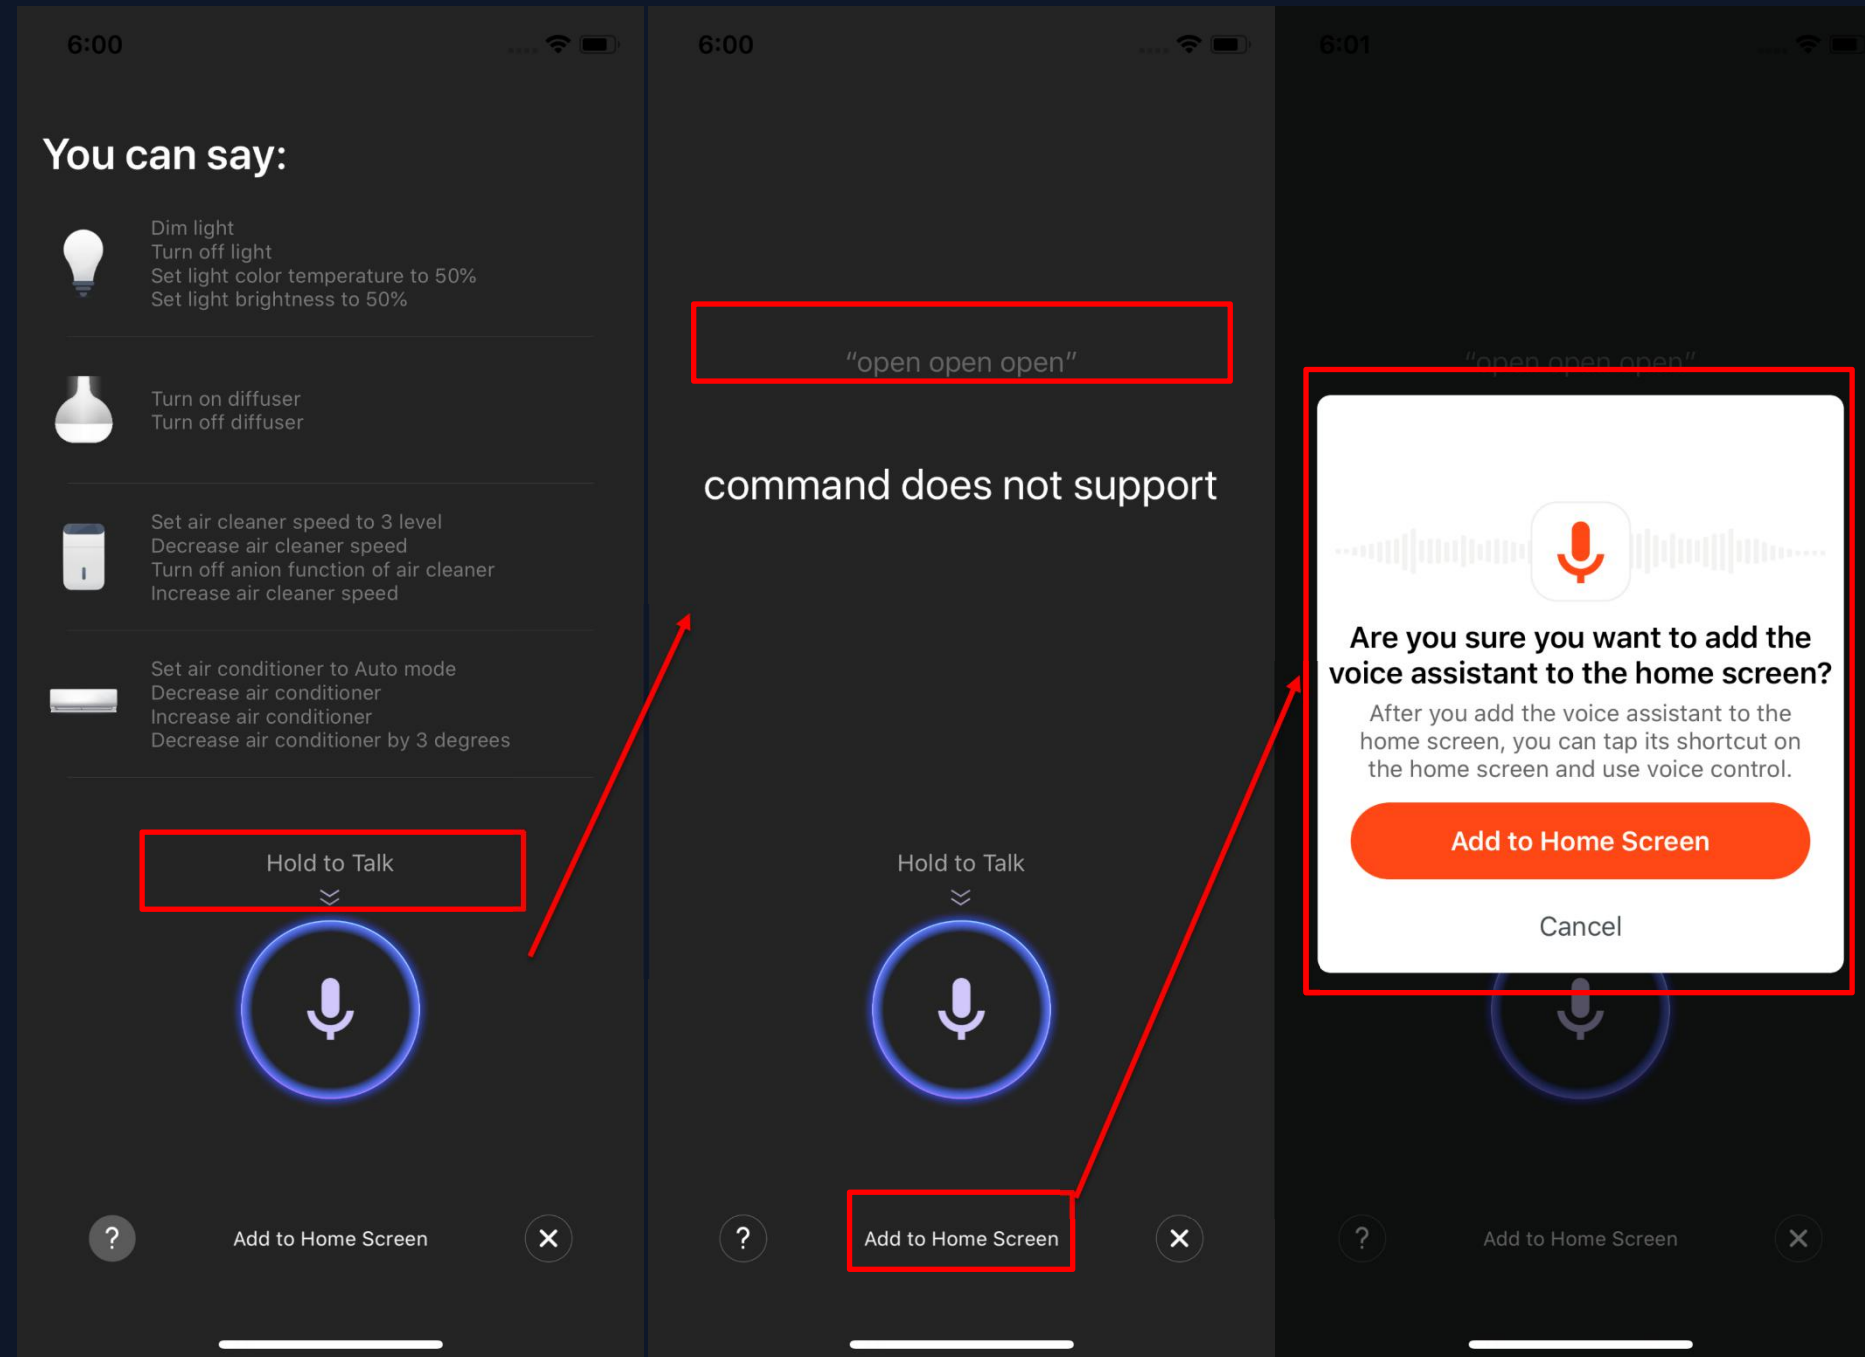 6:00
You can say:
Dim light
Turn off light
Set light color temperature to 50%
Set light brightness to 50%
Turn on diffuser
Turn off diffuser
Set air cleaner speed to 3 level
Decrease air cleaner speed
Turn off anion function of air cleaner
Increase air cleaner speed
Set air conditioner to Auto mode
Decrease air conditioner
Increase air conditioner
Decrease air conditioner by 3 degrees
Hold to Talk
?
Add to Home Screen
6:00
“open open open”
command does not support
Hold to Talk
?
Add to Home Screen
6:01
“open open open”
Are you sure you want to add the
voice assistant to the home screen?
After you add the voice assistant to the
home screen, you can tap its shortcut on
the home screen and use voice control.
Add to Home Screen
Cancel
?
Add to Home Screen